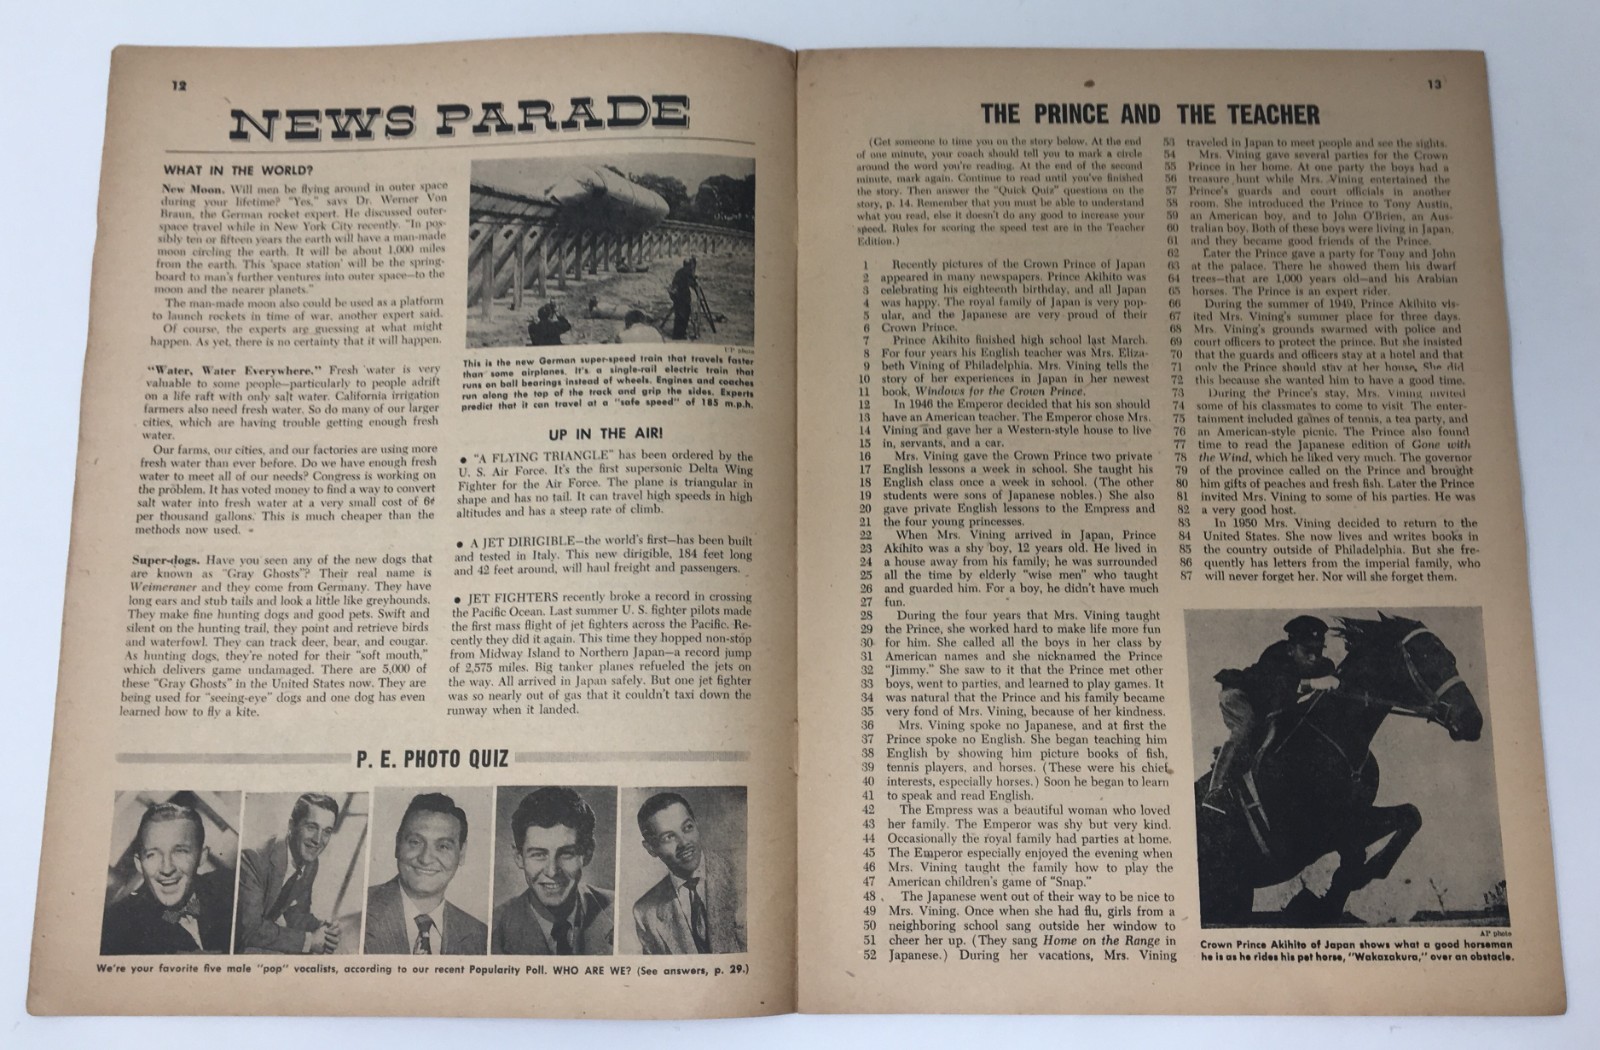 12
NEWS PARADE
WHAT IN THE WORLD?
New Moon. Will men be flying around in outer space
during your lifetime? "Yes," says Dr. Werner Von
Braun, the German rocket expert. He discussed outer-
space travel while in New York City recently. "In pos-
sibly ten or fifteen years the earth will have a man-made
moon circling the earth. It will be about 1,000 miles
from the earth. This 'space station' will be the spring-
board to man's further ventures into outer space—to the
moon and the nearer planets."
The man-made moon also could be used as a platform
to launch rockets in time of war, another expert said.
Of course, the experts are guessing at what might
happen. As yet, there is no certainty that it will happen.
"Water, Water Everywhere." Fresh water is very
valuable to some people—particularly to people adrift
on a life raft with only salt water. California irrigation
farmers also need fresh water. So do many of our larger
cities, which are having trouble getting enough fresh
water.
Our farms, our cities, and our factories are using more
fresh water than ever before. Do we have enough fresh
water to meet all of our needs? Congress is working on
the problem. It has voted money to find a way to convert
salt water into fresh water at a very small cost of 6¢
per thousand gallons. This is much cheaper than the
methods now used.
Super-dogs. Have you seen any of the new dogs that
are known as "Gray Ghosts"? Their real name is
Weimeraner and they come from Germany. They have
long ears and stub tails and look a little like greyhounds.
They make fine hunting dogs and good pets. Swift and
silent on the hunting trail, they point and retrieve birds
and waterfowl. They can track deer, bear, and cougar.
As hunting dogs, they're noted for their "soft mouth,"
which delivers game undamaged. There are 5,000 of
these "Gray Ghosts" in the United States now. They are
being used for "seeing-eye" dogs and one dog has even
learned how to fly a kite.
UP photo
This is the new German super-speed train that travels faster
than some airplanes. It's a single-rail electric train that
runs on ball bearings instead of wheels. Engines and coaches
run along the top of the track and grip the sides. Experts
predict that it can travel at a "safe speed" of 185 m.p.h.
UP IN THE AIR!
● "A FLYING TRIANGLE" has been ordered by the
U. S. Air Force. It's the first supersonic Delta Wing
Fighter for the Air Force. The plane is triangular in
shape and has no tail. It can travel high speeds in high
altitudes and has a steep rate of climb.
● A JET DIRIGIBLE—the world's first—has been built
and tested in Italy. This new dirigible, 184 feet long
and 42 feet around, will haul freight and passengers.
● JET FIGHTERS recently broke a record in crossing
the Pacific Ocean. Last summer U. S. fighter pilots made
the first mass flight of jet fighters across the Pacific. Re-
cently they did it again. This time they hopped non-stop
from Midway Island to Northern Japan—a record jump
of 2,575 miles. Big tanker planes refueled the jets on
the way. All arrived in Japan safely. But one jet fighter
was so nearly out of gas that it couldn't taxi down the
runway when it landed.
P. E. PHOTO QUIZ
We're your favorite five male "pop" vocalists, according to our recent Popularity Poll. WHO ARE WE? (See answers, p. 29.)
13
THE PRINCE AND THE TEACHER
(Get someone to time you on the story below. At the end
of one minute, your coach should tell you to mark a circle
around the word you're reading. At the end of the second
minute, mark again. Continue to read until you've finished
the story. Then answer the "Quick Quiz" questions on the
story, p. 14. Remember that you must be able to understand
what you read, else it doesn't do any good to increase your
speed. Rules for scoring the speed test are in the Teacher
Edition.)
1 Recently pictures of the Crown Prince of Japan
2 appeared in many newspapers. Prince Akihito was
3 celebrating his eighteenth birthday, and all Japan
4 was happy. The royal family of Japan is very pop-
5 ular, and the Japanese are very proud of their
6 Crown Prince.
7 Prince Akihito finished high school last March.
8 For four years his English teacher was Mrs. Eliza-
9 beth Vining of Philadelphia. Mrs. Vining tells the
10 story of her experiences in Japan in her newest
11 book, Windows for the Crown Prince.
12 In 1946 the Emperor decided that his son should
13 have an American teacher. The Emperor chose Mrs.
14 Vining and gave her a Western-style house to live
15 in, servants, and a car.
16 Mrs. Vining gave the Crown Prince two private
17 English lessons a week in school. She taught his
18 English class once a week in school. (The other
19 students were sons of Japanese nobles.) She also
20 gave private English lessons to the Empress and
21 the four young princesses.
22 When Mrs. Vining arrived in Japan, Prince
23 Akihito was a shy boy, 12 years old. He lived in
24 a house away from his family; he was surrounded
25 all the time by elderly "wise men" who taught
26 and guarded him. For a boy, he didn't have much
27 fun.
28 During the four years that Mrs. Vining taught
29 the Prince, she worked hard to make life more fun
30 for him. She called all the boys in her class by
31 American names and she nicknamed the Prince
32 "Jimmy." She saw to it that the Prince met other
33 boys, went to parties, and learned to play games. It
34 was natural that the Prince and his family became
35 very fond of Mrs. Vining, because of her kindness.
36 Mrs. Vining spoke no Japanese, and at first the
37 Prince spoke no English. She began teaching him
38 English by showing him picture books of fish,
39 tennis players, and horses. (These were his chief
40 interests, especially horses.) Soon he began to learn
41 to speak and read English.
42 The Empress was a beautiful woman who loved
43 her family. The Emperor was shy but very kind.
44 Occasionally the royal family had parties at home.
45 The Emperor especially enjoyed the evening when
46 Mrs. Vining taught the family how to play the
47 American children's game of "Snap."
48 The Japanese went out of their way to be nice to
49 Mrs. Vining. Once when she had flu, girls from a
50 neighboring school sang outside her window to
51 cheer her up. (They sang Home on the Range in
52 Japanese.) During her vacations, Mrs. Vining
53 traveled in Japan to meet people and see the sights.
54 Mrs. Vining gave several parties for the Crown
55 Prince in her home. At one party the boys had a
56 treasure hunt while Mrs. Vining entertained the
57 Prince's guards and court officials in another
58 room. She introduced the Prince to Tony Austin,
59 an American boy, and to John O'Brien, an Aus-
60 tralian boy. Both of these boys were living in Japan,
61 and they became good friends of the Prince.
62 Later the Prince gave a party for Tony and John
63 at the palace. There he showed them his dwarf
64 trees—that are 1,000 years old—and his Arabian
65 horses. The Prince is an expert rider.
66 During the summer of 1949, Prince Akihito vis-
67 ited Mrs. Vining's summer place for three days.
68 Mrs. Vining's grounds swarmed with police and
69 court officers to protect the prince. But she insisted
70 that the guards and officers stay at a hotel and that
71 only the Prince should stay at her house. She did
72 this because she wanted him to have a good time.
73 During the Prince's stay, Mrs. Vining invited
74 some of his classmates to come to visit. The enter-
75 tainment included games of tennis, a tea party, and
76 an American-style picnic. The Prince also found
77 time to read the Japanese edition of Gone with
78 the Wind, which he liked very much. The governor
79 of the province called on the Prince and brought
80 him gifts of peaches and fresh fish. Later the Prince
81 invited Mrs. Vining to some of his parties. He was
82 a very good host.
83 In 1950 Mrs. Vining decided to return to the
84 United States. She now lives and writes books in
85 the country outside of Philadelphia. But she fre-
86 quently has letters from the imperial family, who
87 will never forget her. Nor will she forget them.
AP photo
Crown Prince Akihito of Japan shows what a good horseman
he is as he rides his pet horse, "Wakazakura," over an obstacle.